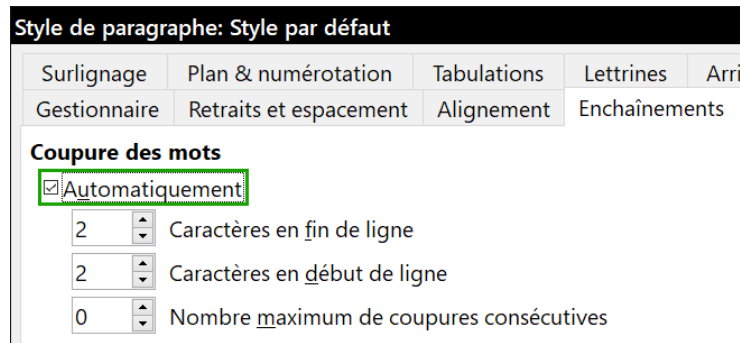 Style de paragraphe: Style par défaut
Surlignage Plan & numérotation Tabulations Lettrines Arri
Gestionnaire Retraits et espacement Alignement Enchaînements
Coupure des mots
Automatiquement
2 Caractères en fin de ligne
2 Caractères en début de ligne
0 Nombre maximum de coupures consécutives